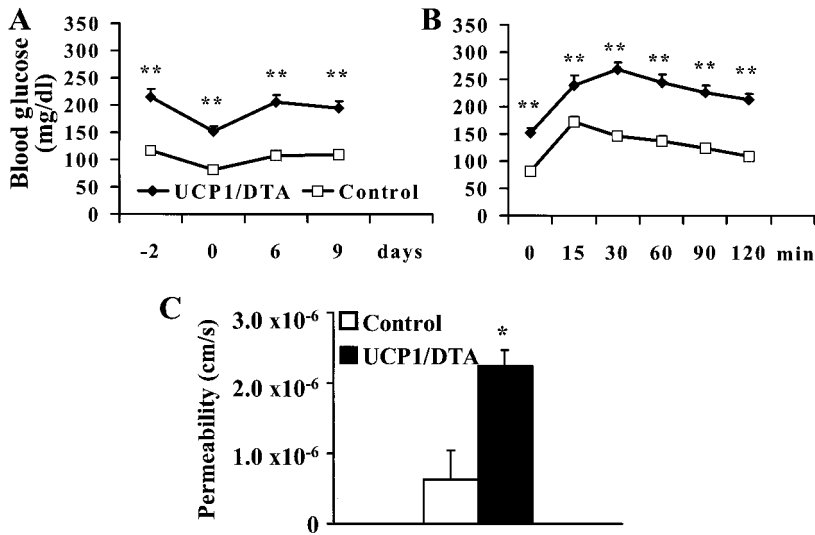 A
Blood glucose
(mg/dl)
350
300
250
200
150
100
50
0
** ** ** **
UCP1/DTA Control
-2 0 6 9 days
B
350
300
250
200
150
100
50
0
** ** ** ** ** **
0 15 30 60 90 120 min
C
Permeability (cm/s)
3.0 x10⁻⁶
2.0 x10⁻⁶
1.0 x10⁻⁶
0
Control
UCP1/DTA
*